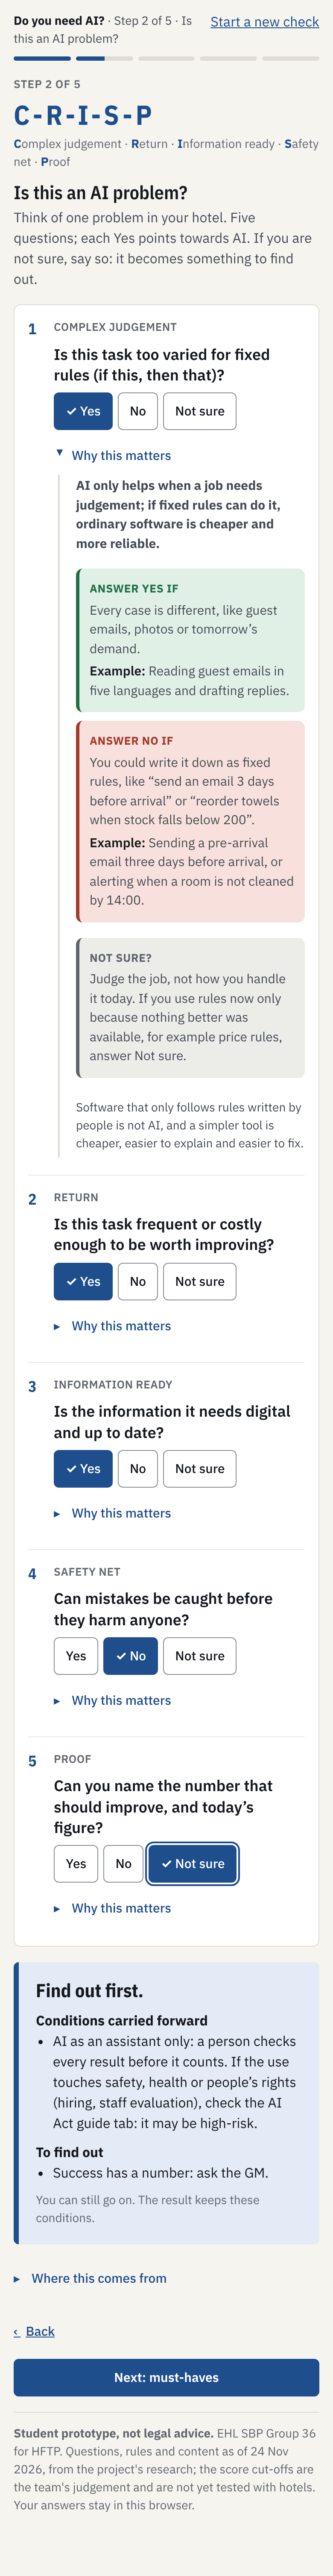 Do you need AI? · Step 2 of 5 · Is this an AI problem?
Start a new check
STEP 2 OF 5
C-R-I-S-P
Complex judgement · Return · Information ready · Safety
net · Proof
Is this an AI problem?
Think of one problem in your hotel. Five
questions; each Yes points towards AI. If you are
not sure, say so: it becomes something to find
out.
1 COMPLEX JUDGEMENT
Is this task too varied for fixed
rules (if this, then that)?
✓ Yes No Not sure
▼ Why this matters
AI only helps when a job needs
judgement; if fixed rules can do it,
ordinary software is cheaper and
more reliable.
ANSWER YES IF
Every case is different, like guest
emails, photos or tomorrow’s
demand.
Example: Reading guest emails in
five languages and drafting replies.
ANSWER NO IF
You could write it down as fixed
rules, like “send an email 3 days
before arrival” or “reorder towels
when stock falls below 200”.
Example: Sending a pre-arrival
email three days before arrival, or
alerting when a room is not cleaned
by 14:00.
NOT SURE?
Judge the job, not how you handle
it today. If you use rules now only
because nothing better was
available, for example price rules,
answer Not sure.
Software that only follows rules written by
people is not AI, and a simpler tool is
cheaper, easier to explain and easier to fix.
2 RETURN
Is this task frequent or costly
enough to be worth improving?
✓ Yes No Not sure
▸ Why this matters
3 INFORMATION READY
Is the information it needs digital
and up to date?
✓ Yes No Not sure
▸ Why this matters
4 SAFETY NET
Can mistakes be caught before
they harm anyone?
Yes ✓ No Not sure
▸ Why this matters
5 PROOF
Can you name the number that
should improve, and today’s
figure?
Yes No ✓ Not sure
▸ Why this matters
Find out first.
Conditions carried forward
• AI as an assistant only: a person checks
every result before it counts. If the use
touches safety, health or people’s rights
(hiring, staff evaluation), check the AI
Act guide tab: it may be high-risk.
To find out
• Success has a number: ask the GM.
You can still go on. The result keeps these
conditions.
▸ Where this comes from
‹ Back
Next: must-haves
Student prototype, not legal advice. EHL SBP Group 36
for HFTP. Questions, rules and content as of 24 Nov
2026, from the project's research; the score cut-offs are
the team's judgement and are not yet tested with hotels.
Your answers stay in this browser.